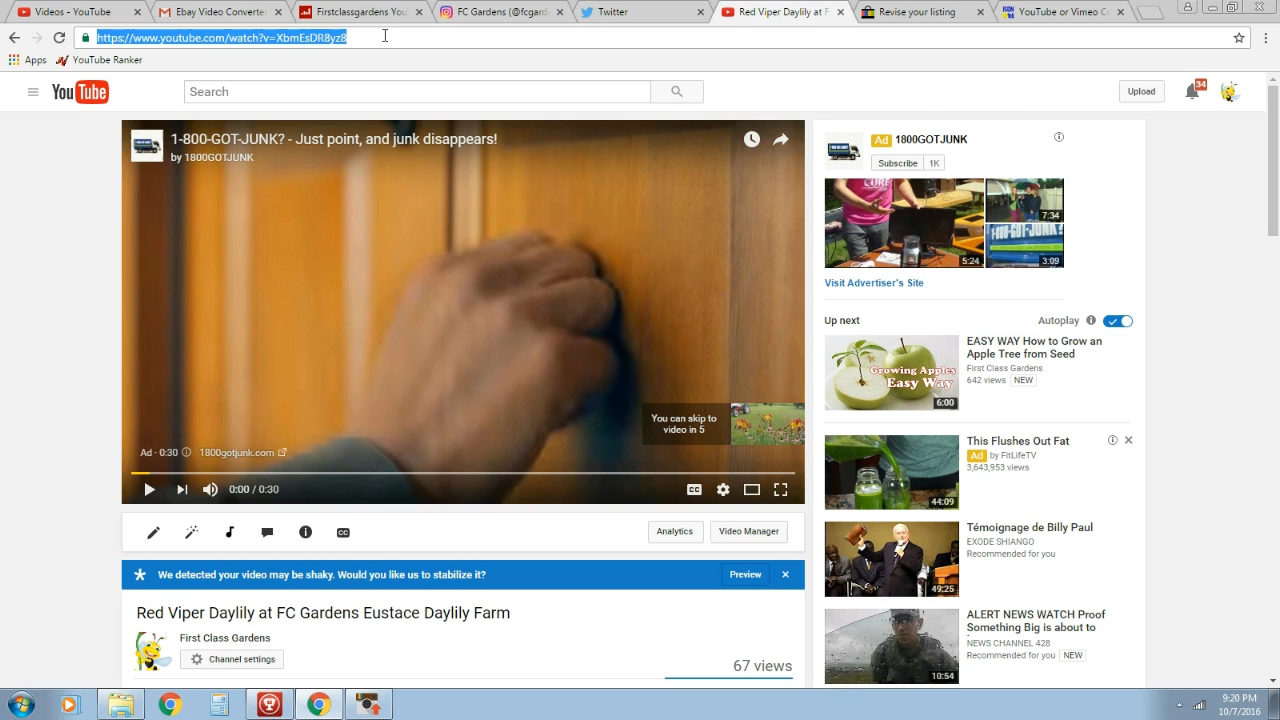 Videos - YouTube
Ebay Video Converter
Firstclassgardens You
FC Gardens (@fcgard
Twitter
Red Viper Daylily at F
Revise your listing
YouTube or Vimeo C
https://www.youtube.com/watch?v=XbmEsDR8yz8
Apps
YouTube Ranker
YouTube
Search
Upload
34
1-800-GOT-JUNK? - Just point, and junk disappears!
by 1800GOTJUNK
You can skip to
video in 5
Ad · 0:30
1800gotjunk.com
0:00 / 0:30
CC
Analytics
Video Manager
We detected your video may be shaky. Would you like us to stabilize it?
Preview
Red Viper Daylily at FC Gardens Eustace Daylily Farm
First Class Gardens
Channel settings
67 views
Ad
1800GOTJUNK
Subscribe
1K
CURE
5:24
7:34
1-800-GOT-JUNK?
3:09
Visit Advertiser's Site
Up next
Autoplay
Growing Apples
Easy Way
6:00
EASY WAY How to Grow an
Apple Tree from Seed
First Class Gardens
642 views
NEW
44:09
This Flushes Out Fat
Ad
by FitLifeTV
3,643,953 views
49:25
Témoignage de Billy Paul
EXODE SHIANGO
Recommended for you
10:54
ALERT NEWS WATCH Proof
Something Big is about to
NEWS CHANNEL 428
Recommended for you
NEW
9:20 PM
10/7/2016